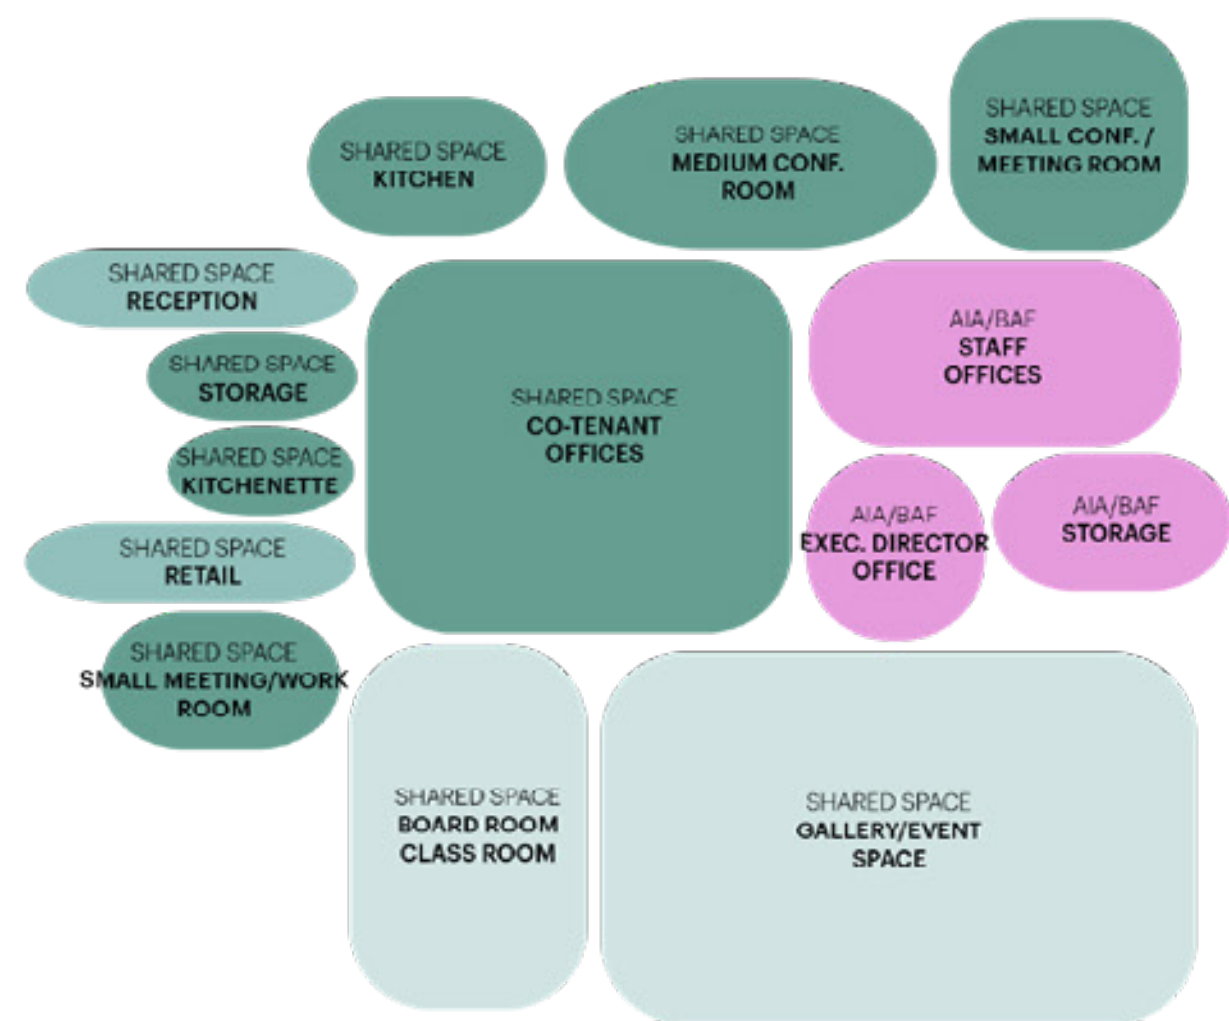 SHARED SPACE
KITCHEN
SHARED SPACE
MEDIUM CONF.
ROOM
SHARED SPACE
SMALL CONF. /
MEETING ROOM
SHARED SPACE
RECEPTION
SHARED SPACE
STORAGE
SHARED SPACE
KITCHENETTE
SHARED SPACE
RETAIL
SHARED SPACE
SMALL MEETING/WORK
ROOM
SHARED SPACE
CO-TENANT
OFFICES
AIA/BAF
STAFF
OFFICES
AIA/BAF
EXEC. DIRECTOR
OFFICE
AIA/BAF
STORAGE
SHARED SPACE
BOARD ROOM
CLASS ROOM
SHARED SPACE
GALLERY/EVENT
SPACE